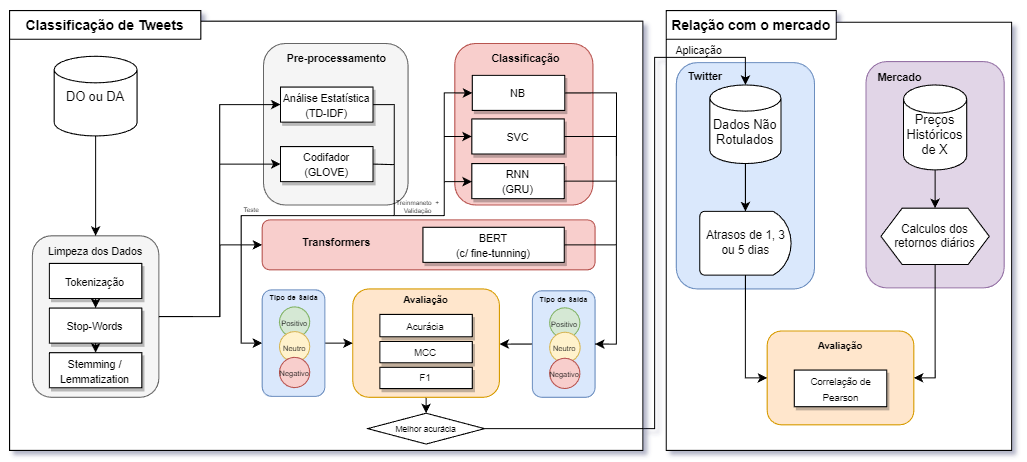 Classificação de Tweets
DO ou DA
Limpeza dos Dados
Tokenização
Stop-Words
Stemming /
Lemmatization
Pre-processamento
Análise Estatística
(TD-IDF)
Codifador
(GLOVE)
Classificação
NB
SVC
RNN
(GRU)
Teste
Treinmaneto +
Validação
Transformers
BERT
(c/ fine-tunning)
Tipo de Saída
Positivo
Neutro
Negativo
Avaliação
Acurácia
MCC
F1
Tipo de Saída
Positivo
Neutro
Negativo
Melhor acurácia
Relação com o mercado
Aplicação
Twitter
Dados Não
Rotulados
Atrasos de 1, 3
ou 5 dias
Mercado
Preços
Históricos
de X
Calculos dos
retornos diários
Avaliação
Correlação de
Pearson